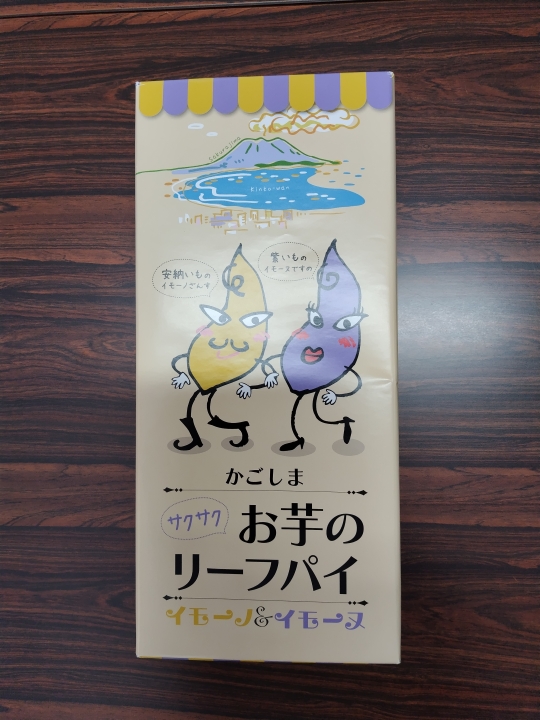 Sakurajima
Kinkoiwan
安納いもの
イモーノざんす
紫いもの
イモーヌですの
かごしま
サクサク
お芋の
リーフパイ
イモーノ&イモーヌ